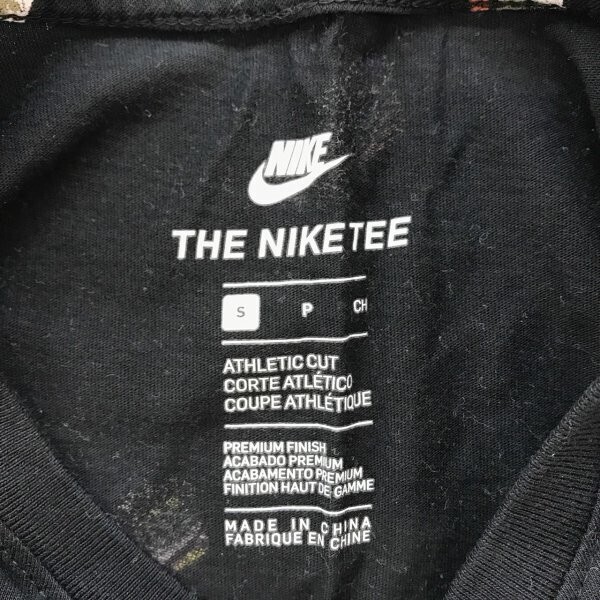 NIKE
THE NIKE TEE
S P CH
ATHLETIC CUT
CORTE ATLÉTICO
COUPE ATHLÉTIQUE
PREMIUM FINISH
ACABADO PREMIUM
ACABAMENTO PREMIUM
FINITION HAUT DE GAMME
MADE IN CHINA
FABRIQUE EN CHINE